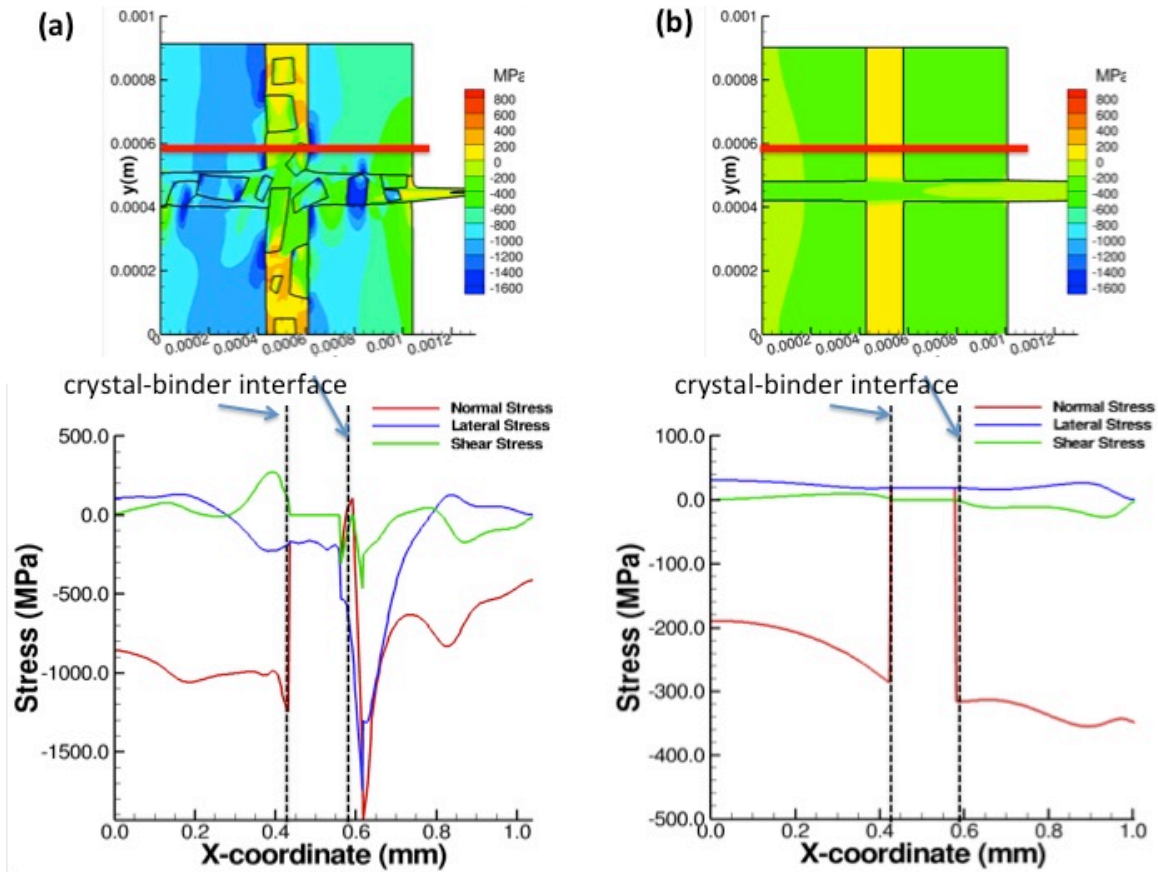 (a)
0.001
0.0008
0.0006
0.0004
0.0002
0
y(m)
0.0002 0.0004 0.0006 0.0008 0.001 0.0012
MPa
800
600
400
200
0
-200
-400
-600
-800
-1000
-1200
-1400
-1600
(b)
0.001
0.0008
0.0006
0.0004
0.0002
0
y(m)
0.0002 0.0004 0.0006 0.0008 0.001 0.0012
MPa
800
600
400
200
0
-200
-400
-600
-800
-1000
-1200
-1400
-1600
crystal-binder interface
Normal Stress
Lateral Stress
Shear Stress
500.0
0.0
-500.0
-1000.0
-1500.0
Stress (MPa)
0.0 0.2 0.4 0.6 0.8 1.0
X-coordinate (mm)
crystal-binder interface
Normal Stress
Lateral Stress
Shear Stress
100.0
0.0
-100.0
-200.0
-300.0
-400.0
-500.0
Stress (MPa)
0.0 0.2 0.4 0.6 0.8 1.0
X-coordinate (mm)